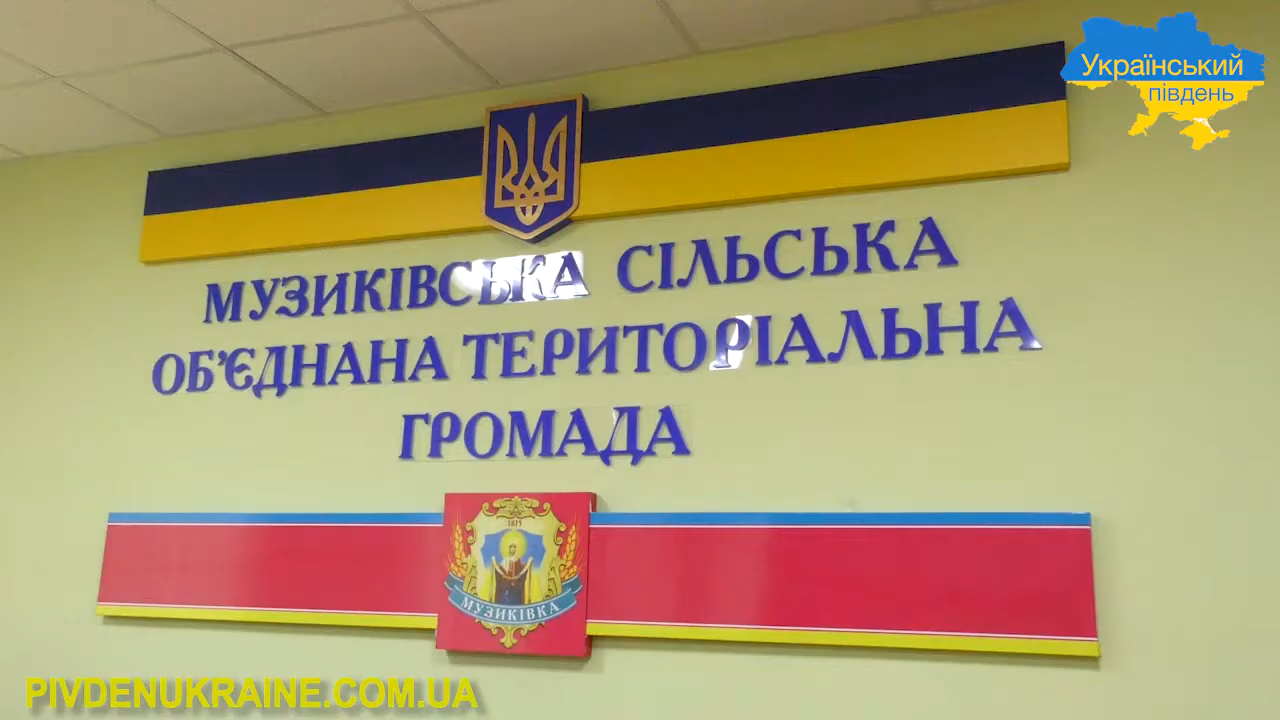 Український
південь
МУЗИКІВСЬКА СІЛЬСЬКА
ОБ'ЄДНАНА ТЕРИТОРІАЛЬНА
ГРОМАДА
1815
МУЗИКІВКА
PIVDENUKRAINE.COM.UA